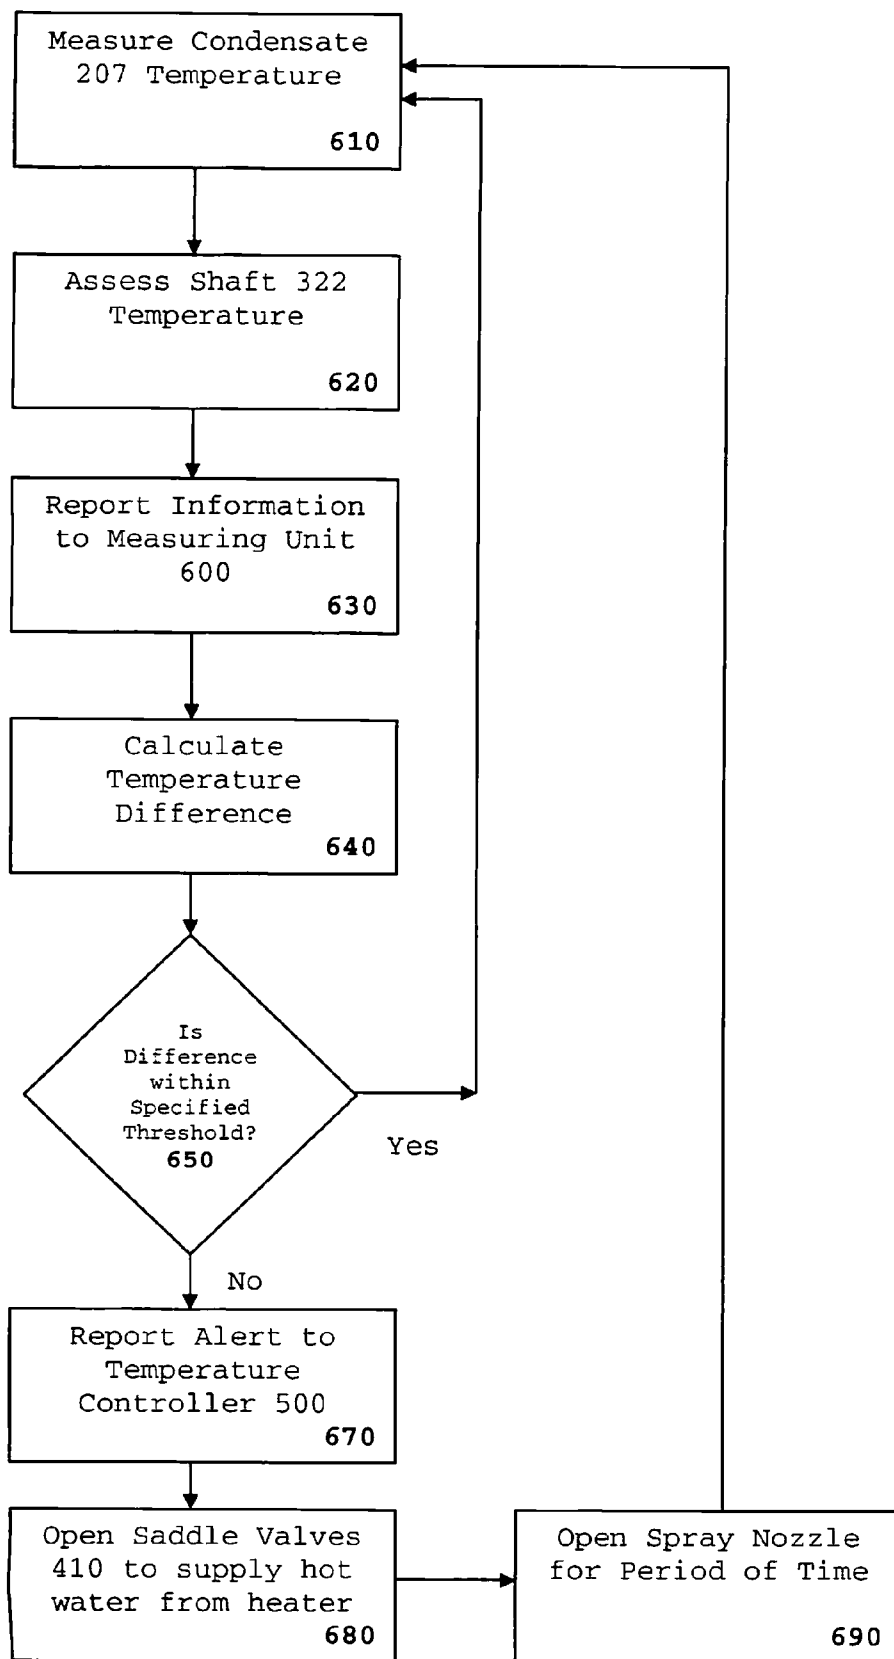 Measure Condensate
207 Temperature
610
Assess Shaft 322
Temperature
620
Report Information
to Measuring Unit
600
630
Calculate
Temperature
Difference
640
Is
Difference
within
Specified
Threshold?
650
Yes
No
Report Alert to
Temperature
Controller 500
670
Open Saddle Valves
410 to supply hot
water from heater
680
Open Spray Nozzle
for Period of Time
690